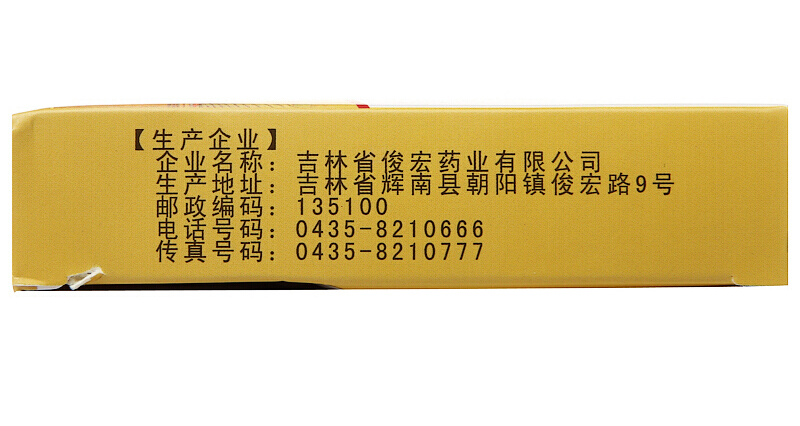 【生产企业】
企业名称：吉林省俊宏药业有限公司
生产地址：吉林省辉南县朝阳镇俊宏路9号
邮政编码：135100
电话号码：0435-8210666
传真号码：0435-8210777